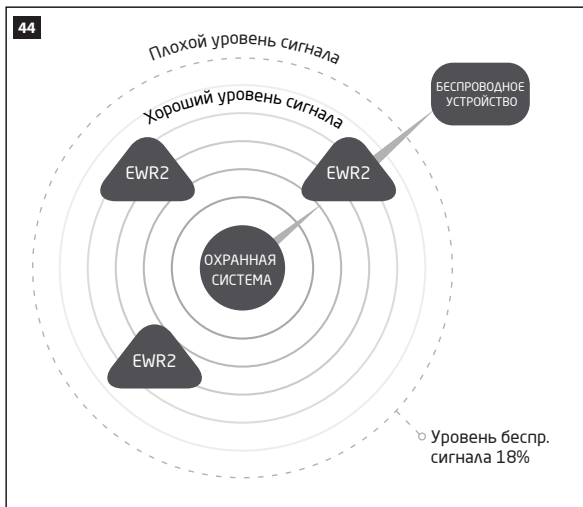 44
Плохой уровень сигнала
Хороший уровень сигнала
БЕСПРОВОДНОЕ
УСТРОЙСТВО
EWR2
EWR2
ОХРАННАЯ
СИСТЕМА
EWR2
Уровень беспр.
сигнала 18%